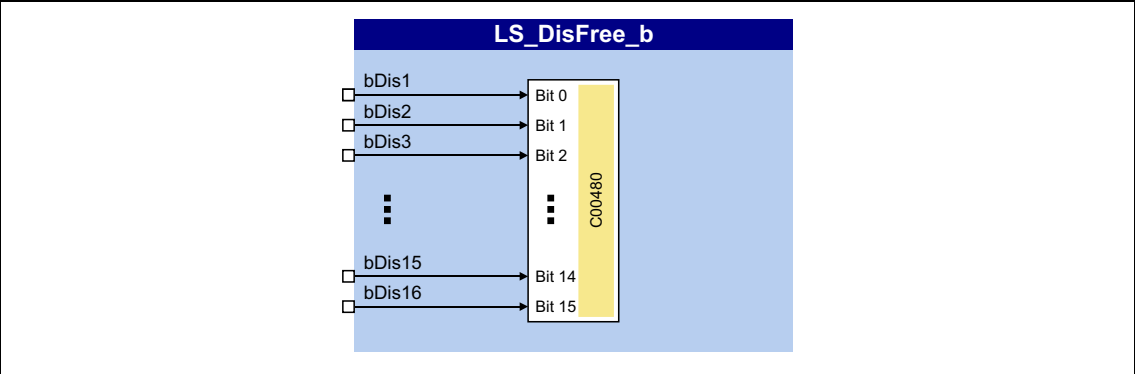 LS_DisFree_b
bDis1
Bit 0
bDis2
Bit 1
bDis3
Bit 2
C00480
bDis15
Bit 14
bDis16
Bit 15